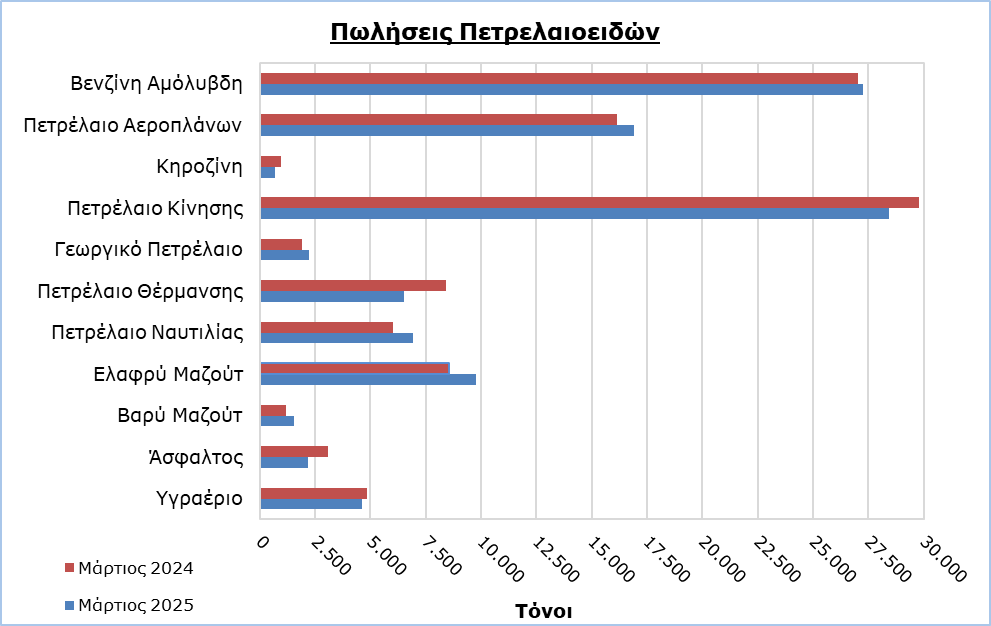 Πωλήσεις Πετρελαιοειδών
Βενζίνη Αμόλυβδη
Πετρέλαιο Αεροπλάνων
Κηροζίνη
Πετρέλαιο Κίνησης
Γεωργικό Πετρέλαιο
Πετρέλαιο Θέρμανσης
Πετρέλαιο Ναυτιλίας
Ελαφρύ Μαζούτ
Βαρύ Μαζούτ
Άσφαλτος
Υγραέριο
0 2.500 5.000 7.500 10.000 12.500 15.000 17.500 20.000 22.500 25.000 27.500 30.000
Τόνοι
Μάρτιος 2024
Μάρτιος 2025